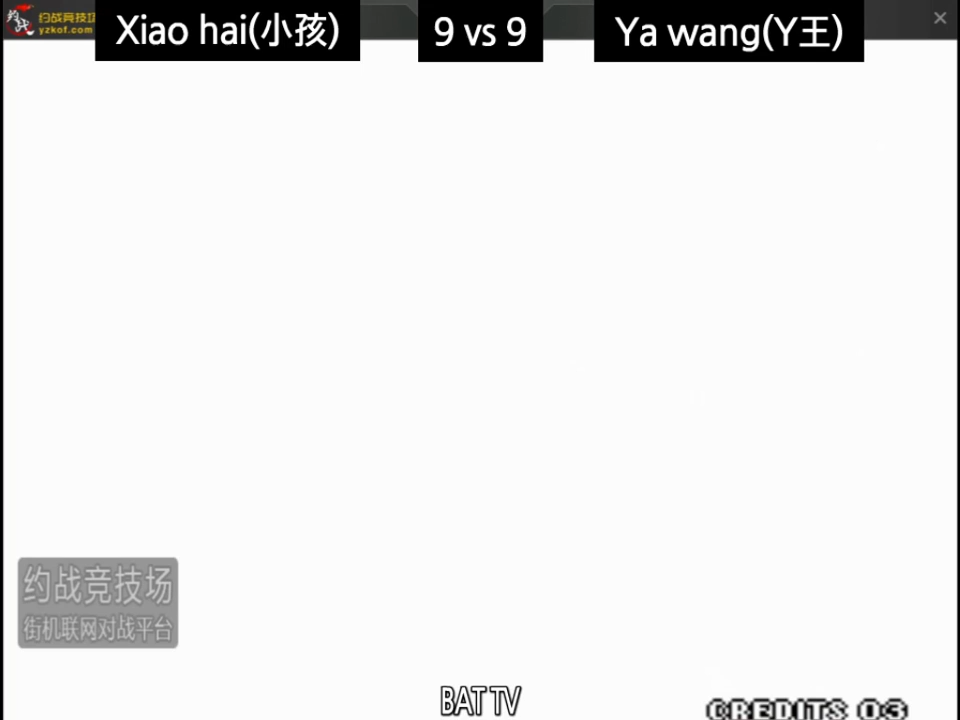 约战竞技场
yzkof.com
Xiao hai(小孩)
9 vs 9
Ya wang(Y王)
约战竞技场
街机联网对战平台
BAT TV
CREDITS 03